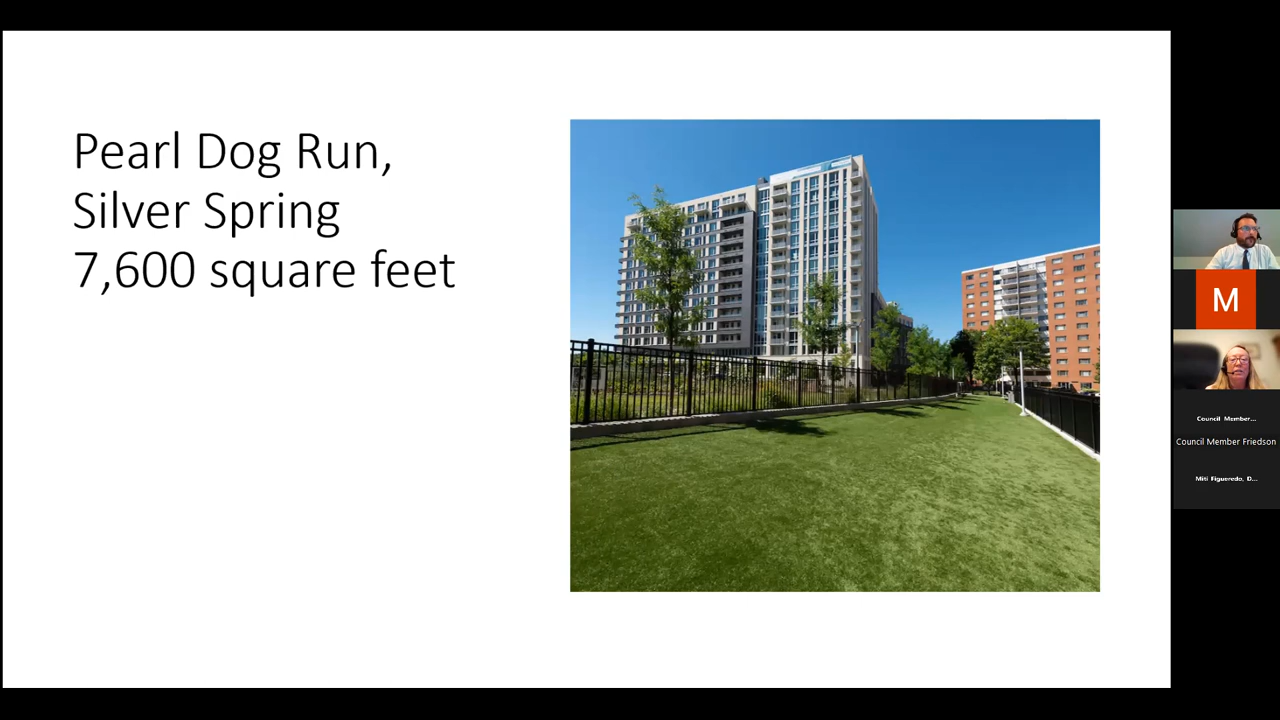 Pearl Dog Run,
Silver Spring
7,600 square feet
M
Council Member...
Council Member Friedson
Miti Figueredo, D...